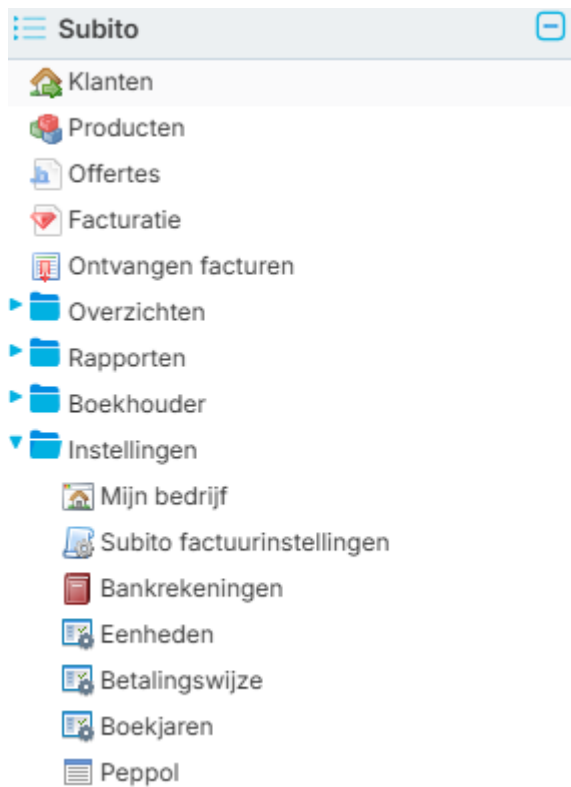 Subito
Klanten
Producten
Offertes
Facturatie
Ontvangen facturen
Overzichten
Rapporten
Boekhouder
Instellingen
Mijn bedrijf
Subito factuurinstellingen
Bankrekeningen
Eenheden
Betalingswijze
Boekjaren
Peppol